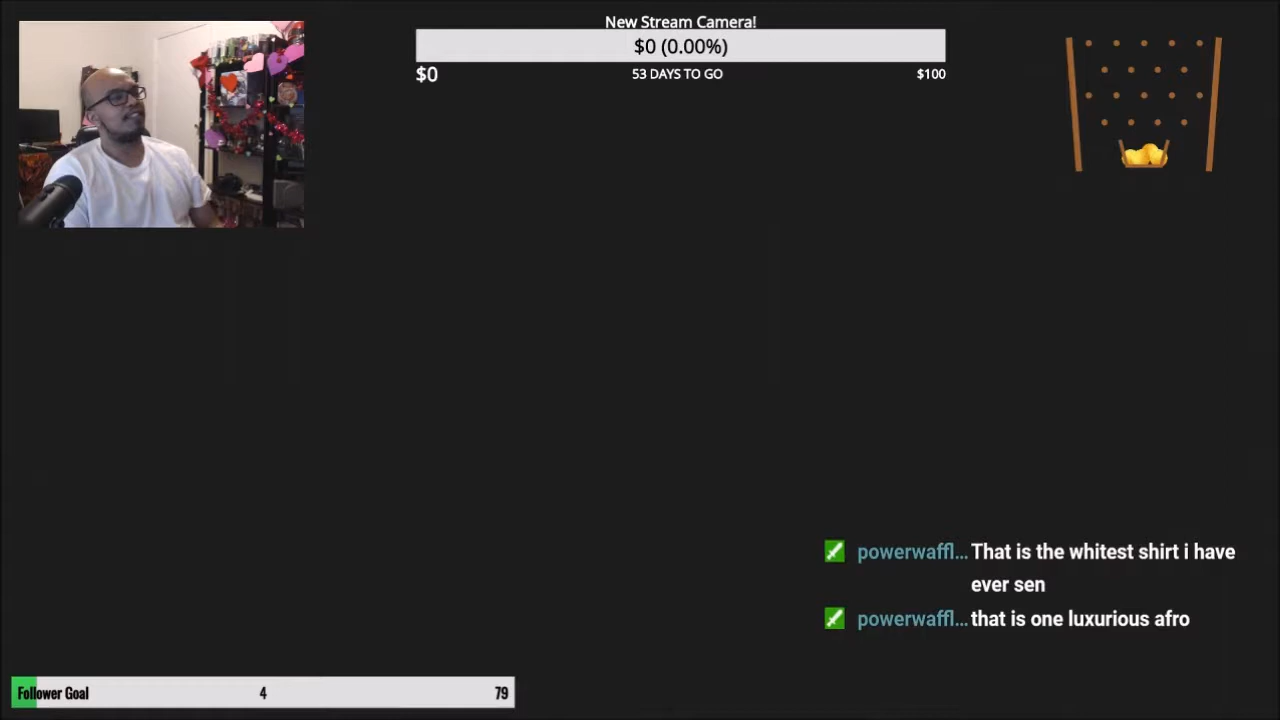 New Stream Camera!
$0 (0.00%)
$0 53 DAYS TO GO $100
powerwaffl... That is the whitest shirt i have
ever sen
powerwaffl... that is one luxurious afro
Follower Goal 4 79